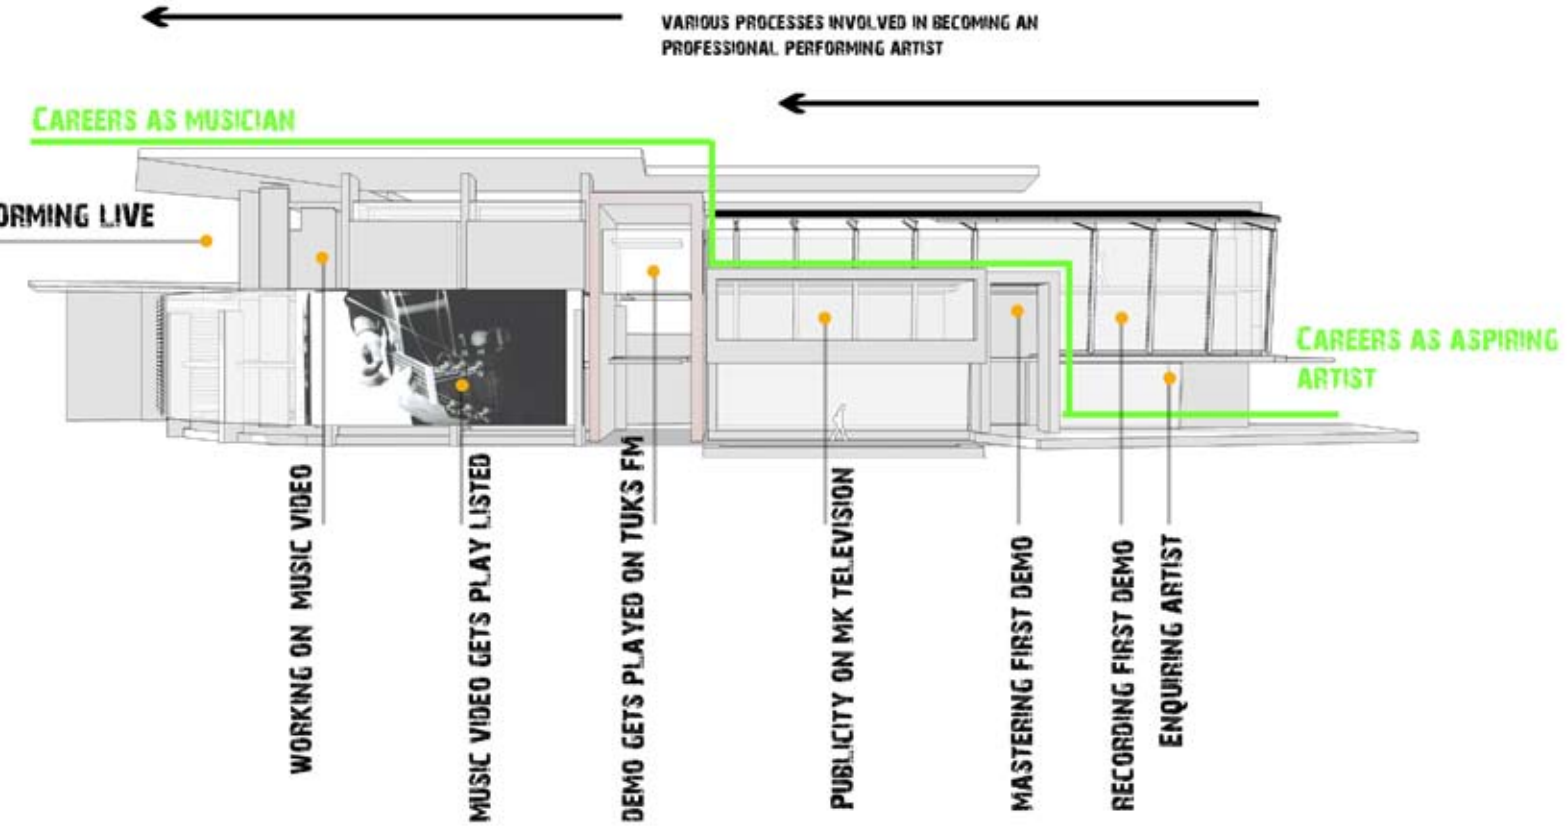 VARIOUS PROCESSES INVOLVED IN BECOMING AN
PROFESSIONAL PERFORMING ARTIST
CAREERS AS MUSICIAN
ORMING LIVE
CAREERS AS ASPIRING
ARTIST
WORKING ON MUSIC VIDEO
MUSIC VIDEO GETS PLAY LISTED
DEMO GETS PLAYED ON TUKS FM
PUBLICITY ON MK TELEVISION
MASTERING FIRST DEMO
RECORDING FIRST DEMO
ENQUIRING ARTIST